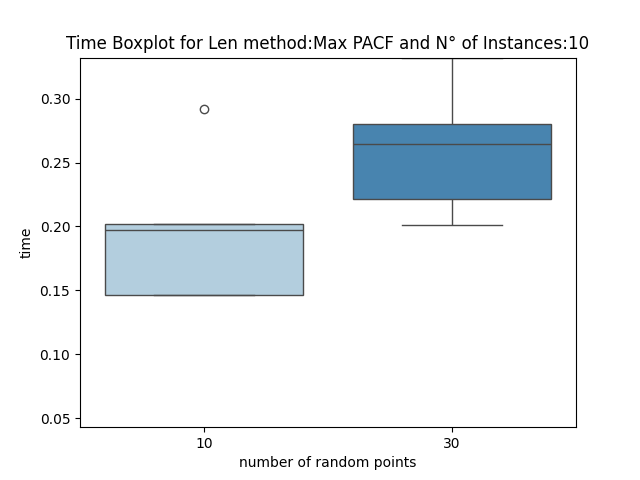 Time Boxplot for Len method:Max PACF and N° of Instances:10
0.30
0.25
0.20
0.15
0.10
0.05
time
10 30
number of random points